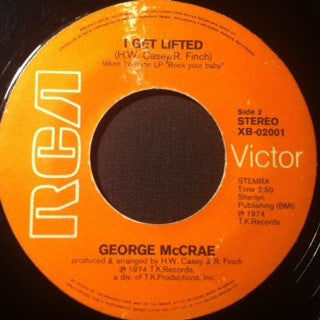 I GET LIFTED
(H.W. Casey/R. Finch)
taken from the LP "Rock your baby"
Side 2
STEREO
XB-02001
RCA
Victor
STEMRA
Time 2:50
Sherlyn
Publishing (BMI)
℗ 1974
GEORGE McCRAE
produced & arranged by H.W. Casey & R. Finch
℗ 1974 T.K.Records,
a div. of T.K. Productions, Inc.